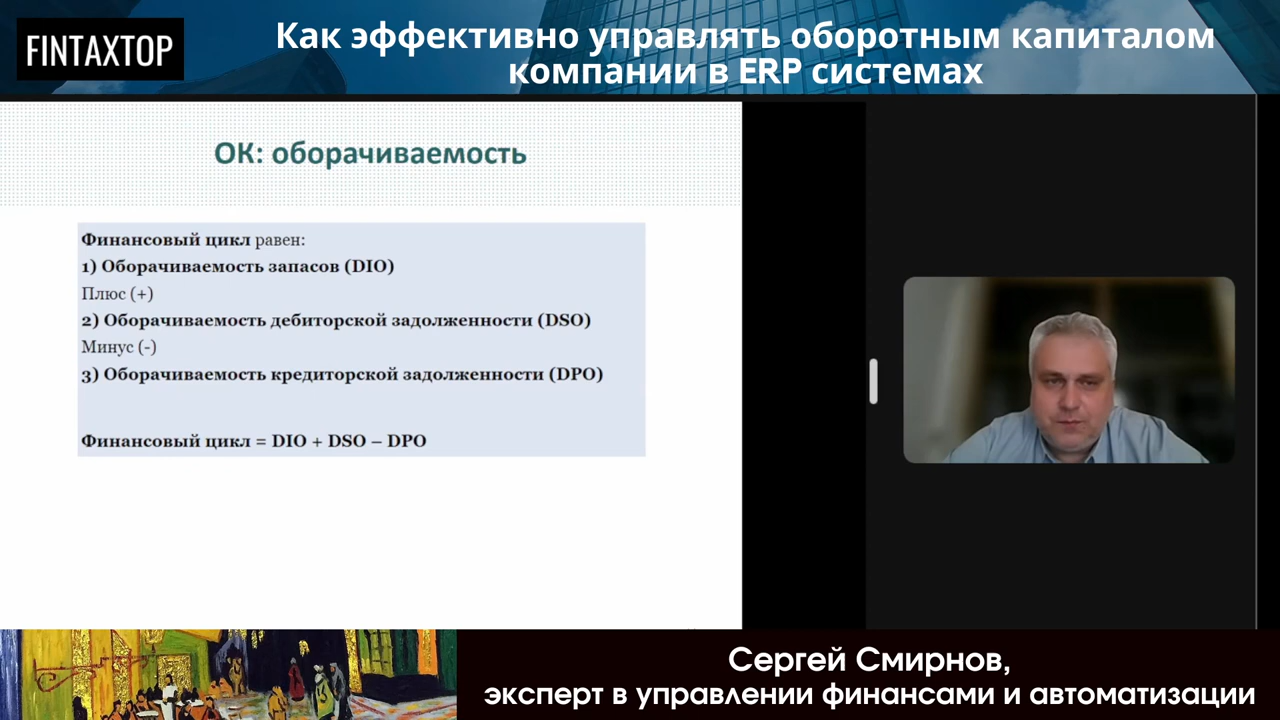 FINTAXTOP
Как эффективно управлять оборотным капиталом
компании в ERP системах
ОК: оборачиваемость
Финансовый цикл равен:
1) Оборачиваемость запасов (DIO)
Плюс (+)
2) Оборачиваемость дебиторской задолженности (DSO)
Минус (-)
3) Оборачиваемость кредиторской задолженности (DPO)
Финансовый цикл = DIO + DSO – DPO
Сергей Смирнов,
эксперт в управлении финансами и автоматизации